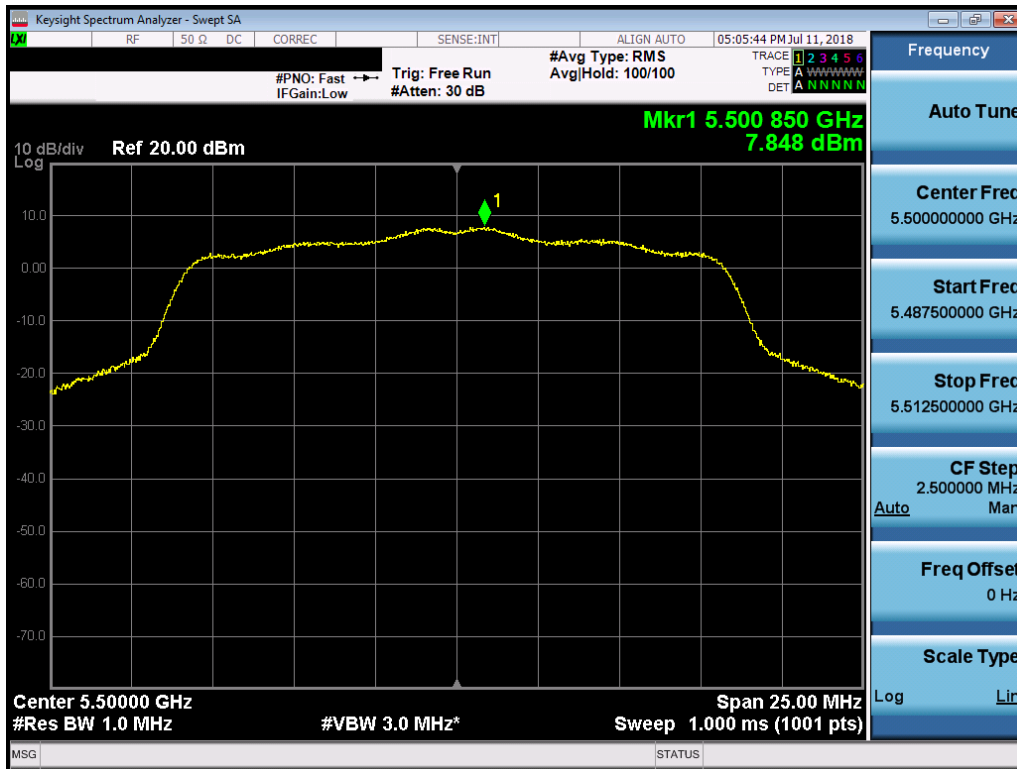 Keysight Spectrum Analyzer - Swept SA
LXI RF 50 Ω DC CORREC SENSE:INT ALIGN AUTO 05:05:44 PM Jul 11, 2018
#PNO: Fast
IFGain:Low
Trig: Free Run
#Atten: 30 dB
#Avg Type: RMS
Avg|Hold: 100/100
TRACE 1 2 3 4 5 6
TYPE A WWWWW
DET A N N N N N
Mkr1 5.500 850 GHz
7.848 dBm
10 dB/div Ref 20.00 dBm
Log
1
10.0
0.00
-10.0
-20.0
-30.0
-40.0
-50.0
-60.0
-70.0
Center 5.50000 GHz Span 25.00 MHz
#Res BW 1.0 MHz #VBW 3.0 MHz* Sweep 1.000 ms (1001 pts)
MSG STATUS
Frequency
Auto Tune
Center Freq
5.500000000 GHz
Start Freq
5.487500000 GHz
Stop Freq
5.512500000 GHz
CF Step
2.500000 MHz
Auto Man
Freq Offset
0 Hz
Scale Type
Log Lin